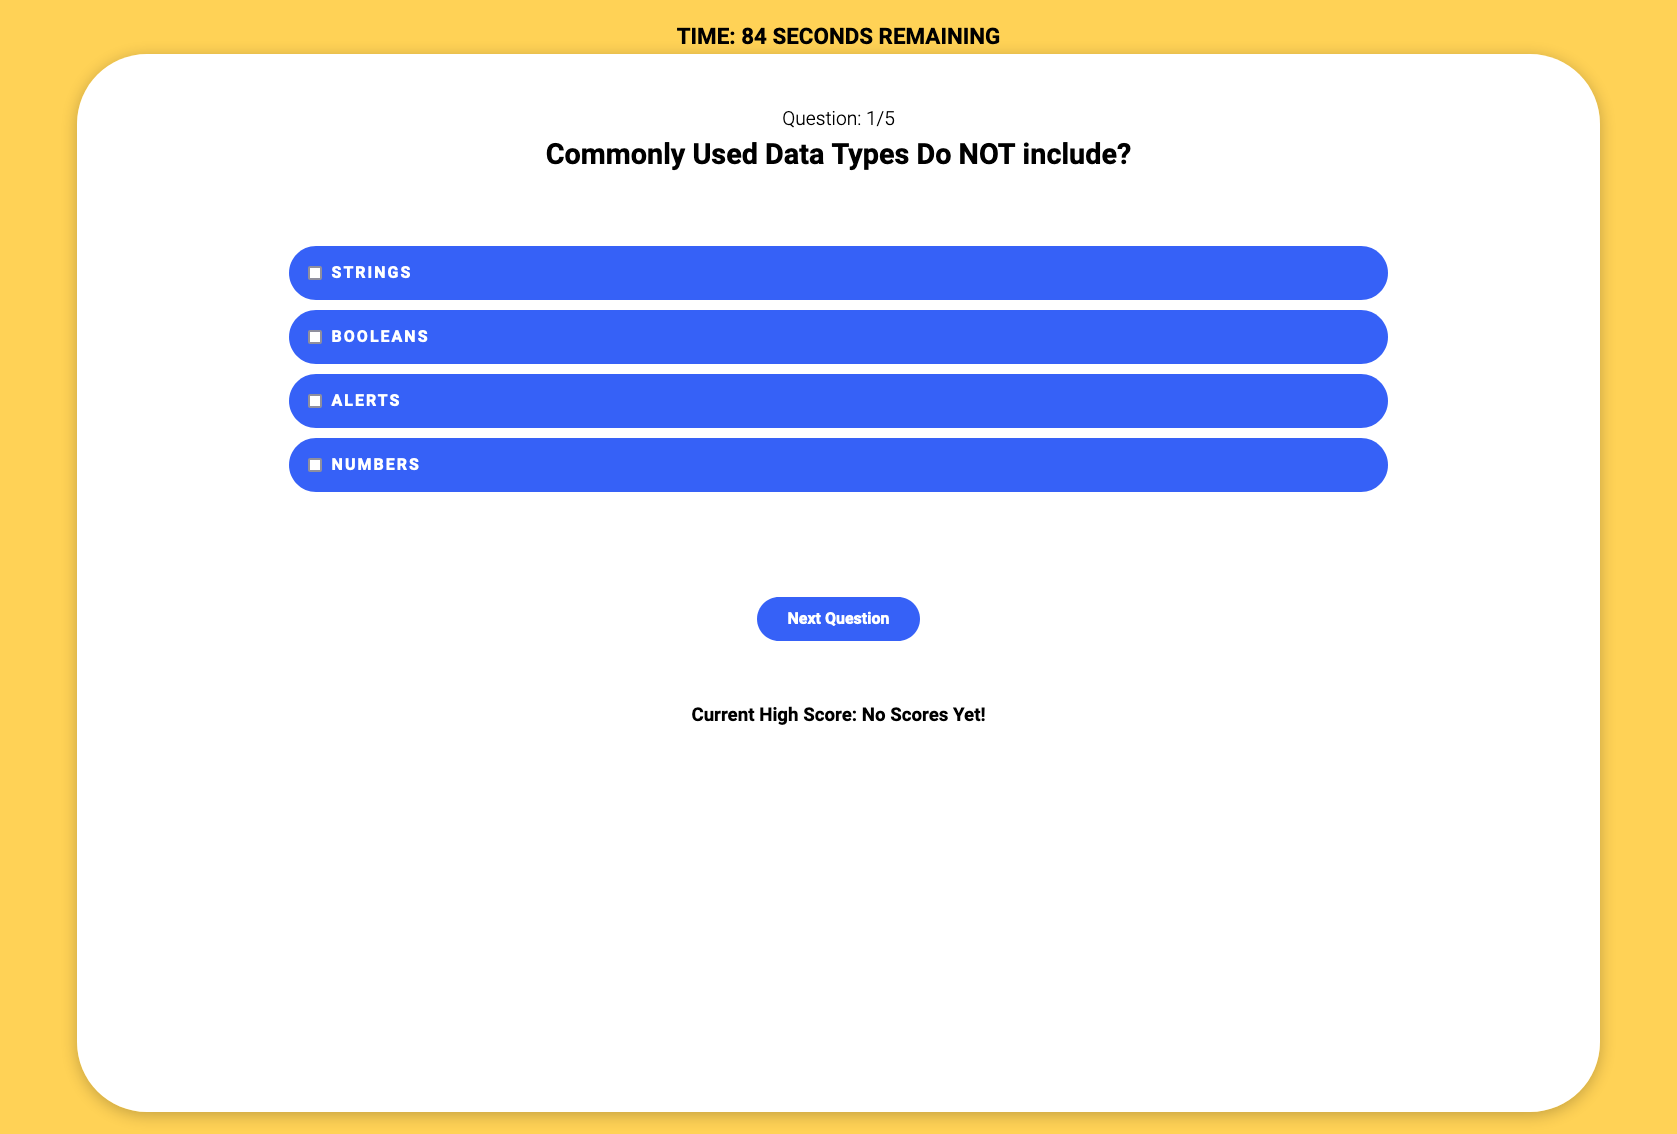 TIME: 84 SECONDS REMAINING
Question: 1/5
Commonly Used Data Types Do NOT include?
STRINGS
BOOLEANS
ALERTS
NUMBERS
Next Question
Current High Score: No Scores Yet!